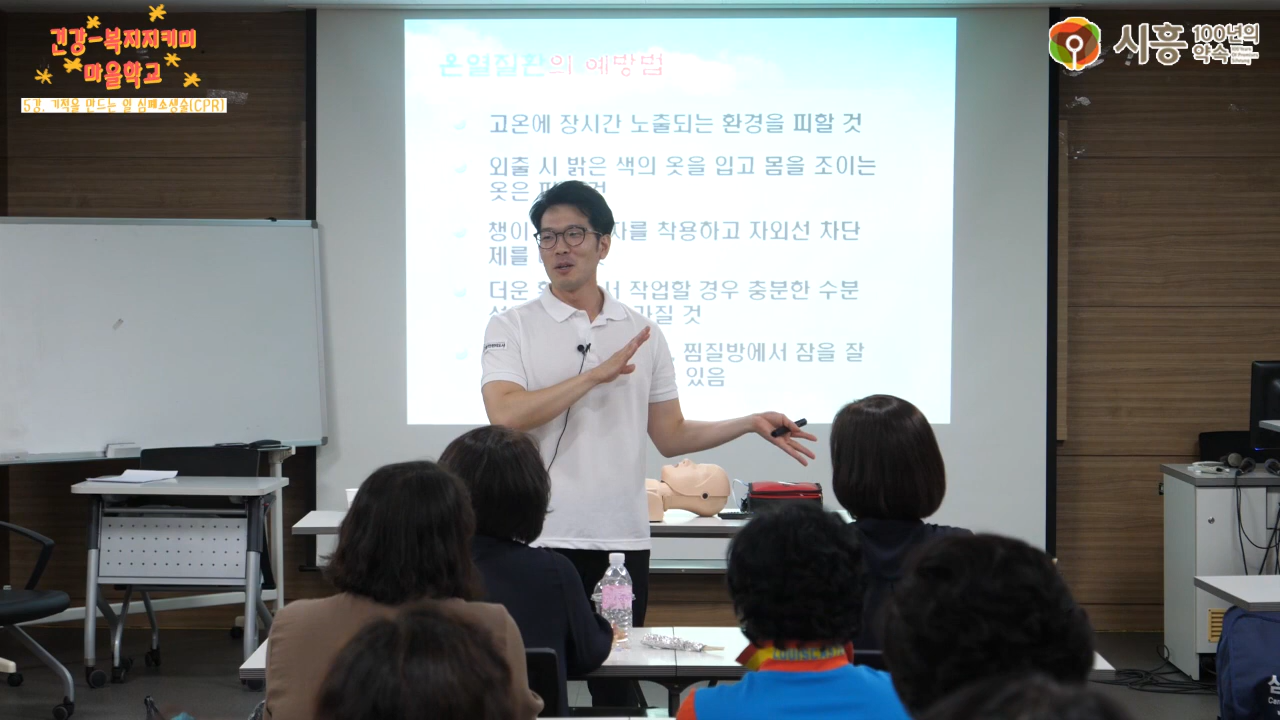 건강-복지지키미
마을학교
5강, 기적을 만드는 일 심폐소생술(CPR)
시흥 100년의
약속
온열질환의 예방법
고온에 장시간 노출되는 환경을 피할 것
외출 시 밝은 색의 옷을 입고 몸을 조이는
옷은
챙이 자를 착용하고 자외선 차단
제를
더운 작업할 경우 충분한 수분
가질 것
찜질방에서 잠을 잘
있음